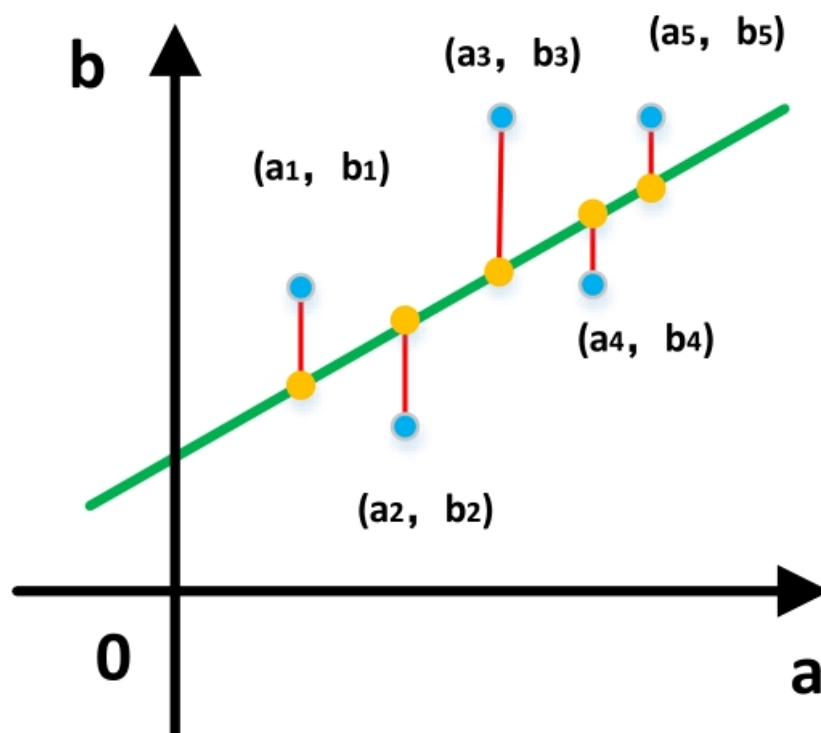 b
(a1, b1)
(a3, b3)
(a5, b5)
(a4, b4)
(a2, b2)
0
a